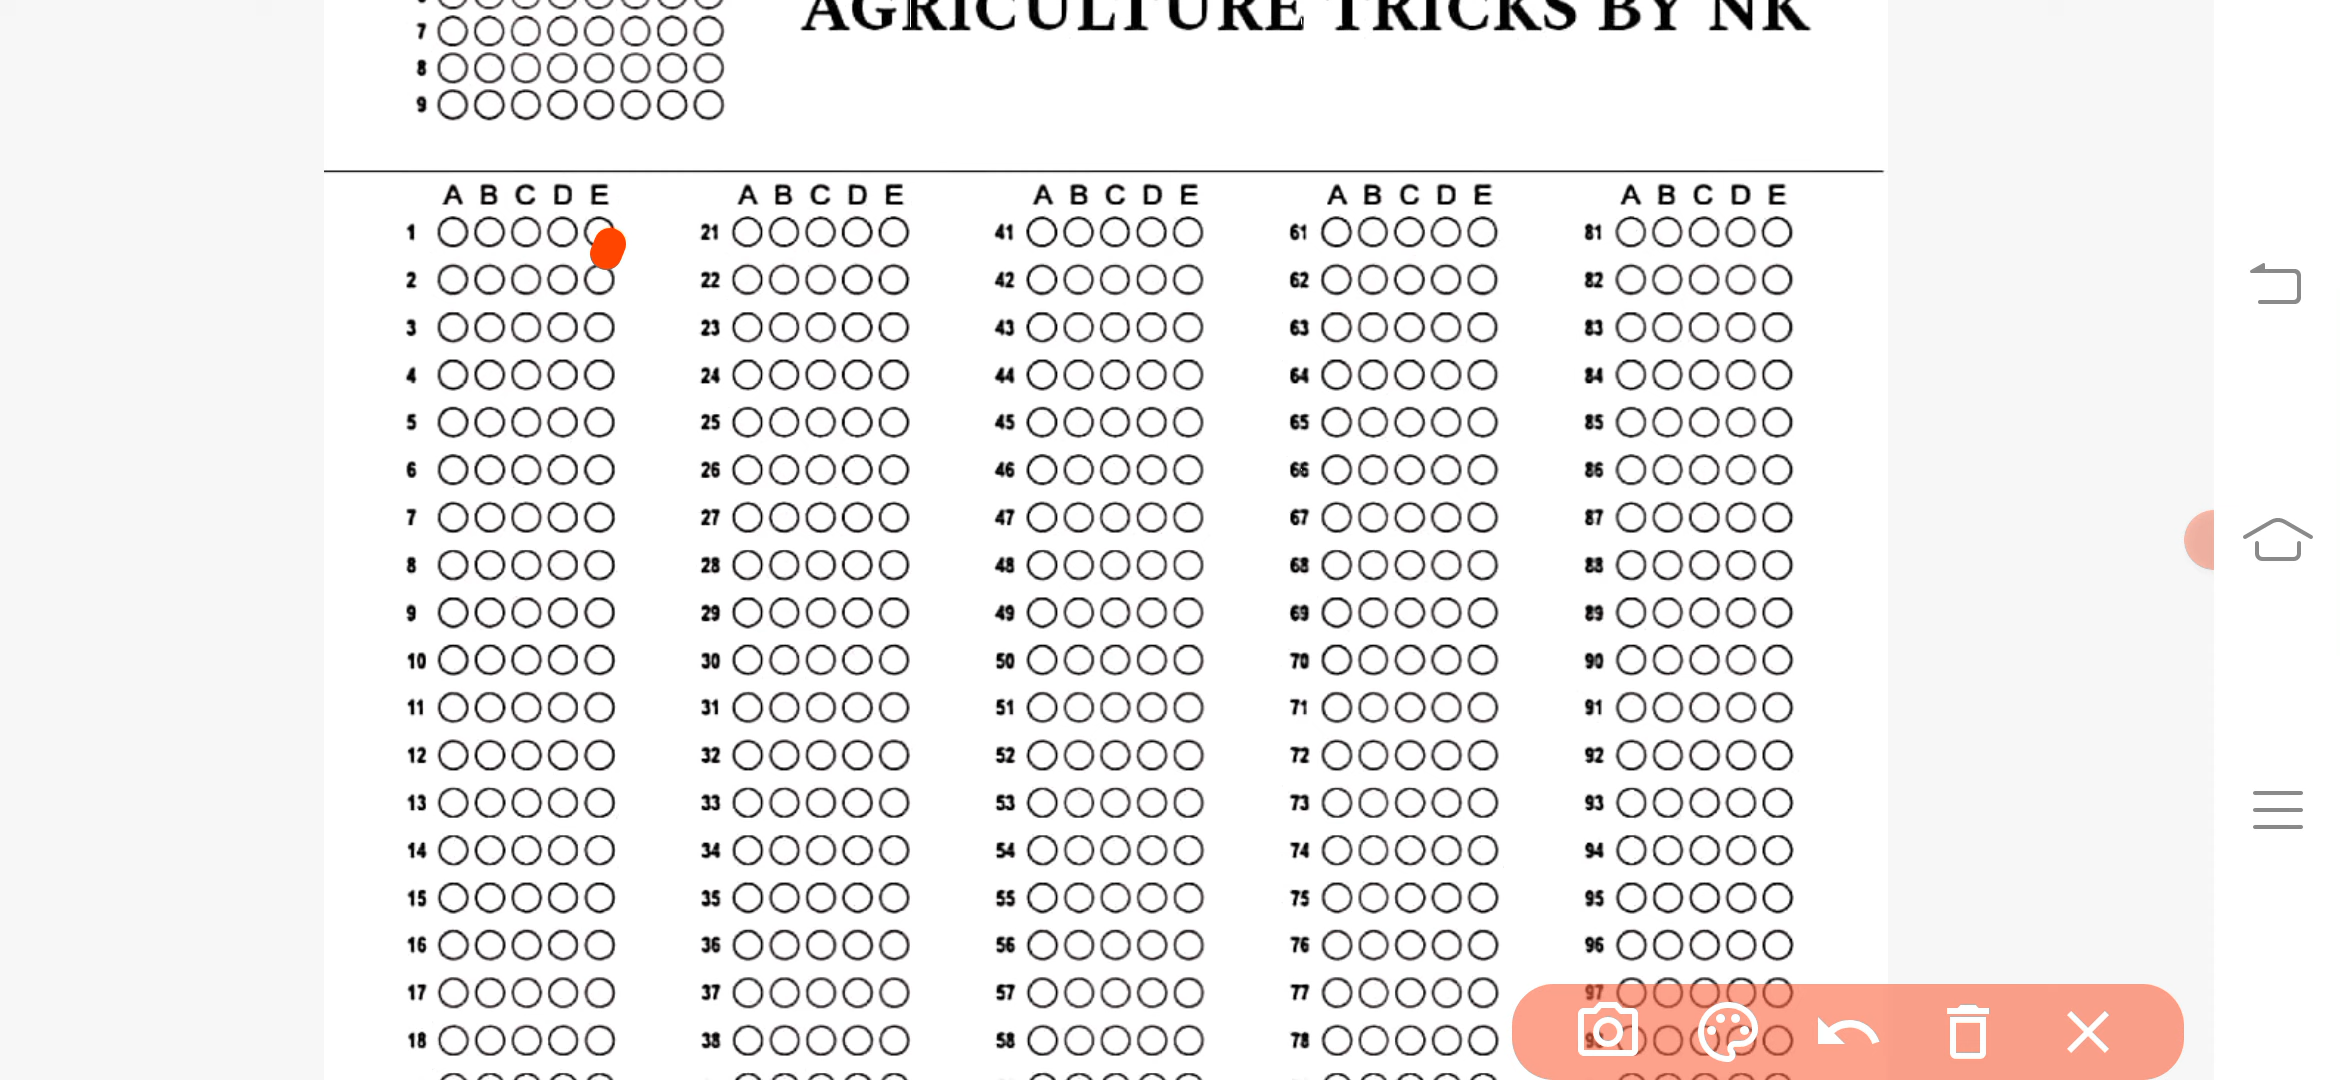 AGRICULTURE TRICKS BY NK
7
8
9
A B C D E A B C D E A B C D E A B C D E A B C D E
1 21 41 61 81
2 22 42 62 82
3 23 43 63 83
4 24 44 64 84
5 25 45 65 85
6 26 46 66 86
7 27 47 67 87
8 28 48 68 88
9 29 49 69 89
10 30 50 70 90
11 31 51 71 91
12 32 52 72 92
13 33 53 73 93
14 34 54 74 94
15 35 55 75 95
16 36 56 76 96
17 37 57 77 97
18 38 58 78